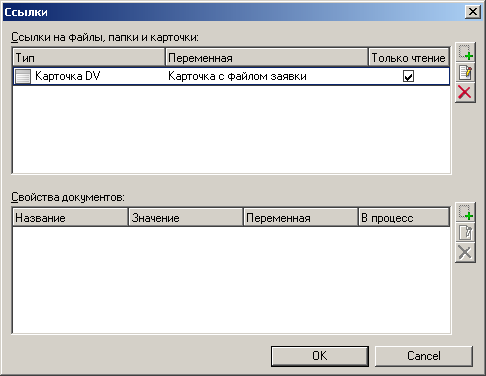 Ссылки
Ссылки на файлы, папки и карточки:
Тип Переменная Только чтение
Карточка DV Карточка с файлом заявки
Свойства документов:
Название Значение Переменная В процесс
OK Cancel